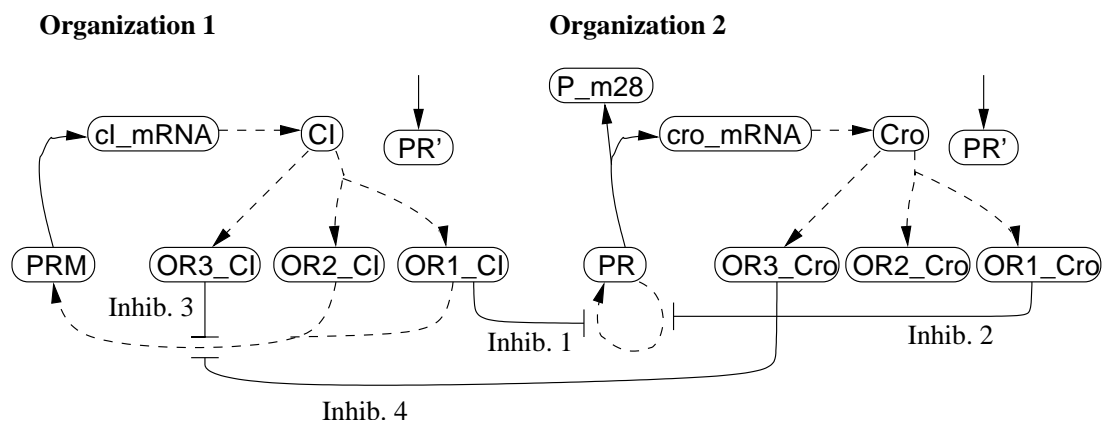 Organization 1
Organization 2
P_m28
cI_mRNA
CI
PR'
cro_mRNA
Cro
PR'
PRM
OR3_CI
OR2_CI
OR1_CI
PR
OR3_Cro
OR2_Cro
OR1_Cro
Inhib. 3
Inhib. 1
Inhib. 2
Inhib. 4